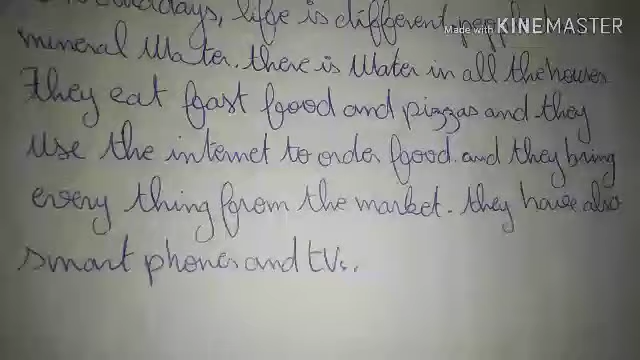 Nowadays, life is different. people
Made with KINEMASTER
mineral Water. there is Water in all the houses
They eat fast food and pizzas and they
use the internet to order food. and they bring
every thing from the market. they have also
smart phones and tVs.